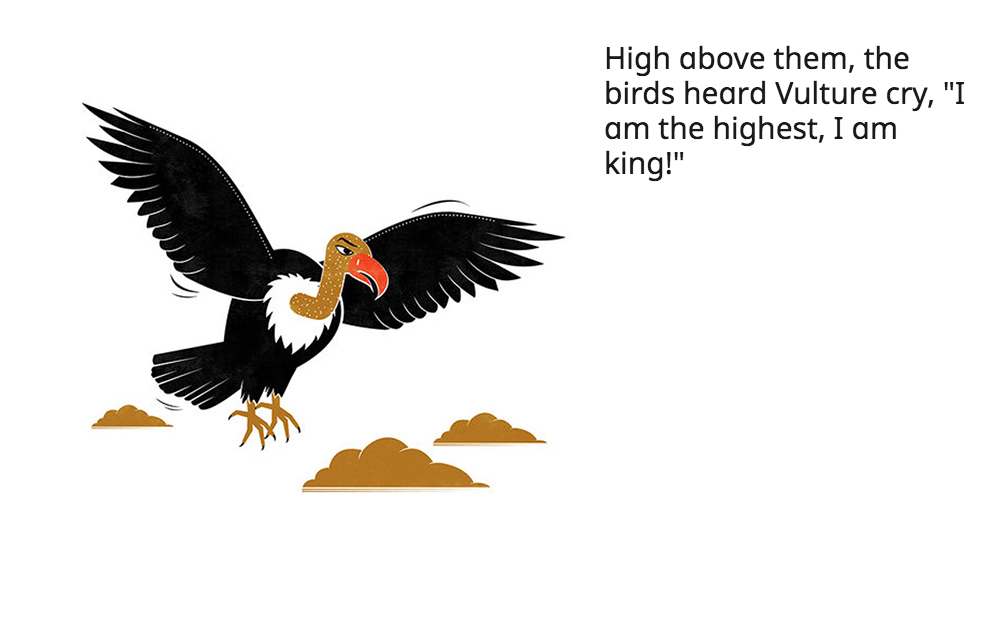 High above them, the
birds heard Vulture cry, "I
am the highest, I am
king!"